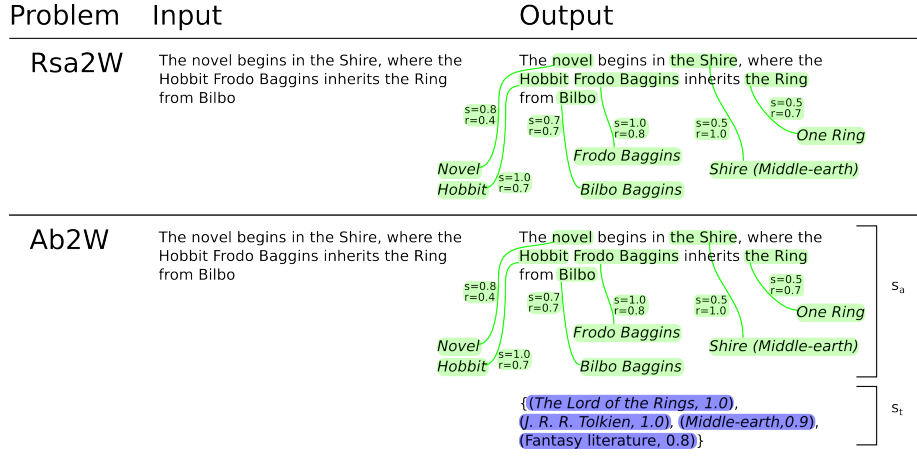 Problem Input Output
Rsa2W
The novel begins in the Shire, where the
Hobbit Frodo Baggins inherits the Ring
from Bilbo
The novel begins in the Shire, where the
Hobbit Frodo Baggins inherits the Ring
from Bilbo
s=0.8
r=0.4
s=0.7
r=0.7
s=1.0
r=0.8
s=0.5
r=1.0
s=0.5
r=0.7
One Ring
Frodo Baggins
Novel
Shire (Middle-earth)
Hobbit
s=1.0
r=0.7
Bilbo Baggins
Ab2W
The novel begins in the Shire, where the
Hobbit Frodo Baggins inherits the Ring
from Bilbo
The novel begins in the Shire, where the
Hobbit Frodo Baggins inherits the Ring
from Bilbo
s=0.8
r=0.4
s=0.7
r=0.7
s=1.0
r=0.8
s=0.5
r=1.0
s=0.5
r=0.7
sa
One Ring
Frodo Baggins
Novel
Shire (Middle-earth)
Hobbit
s=1.0
r=0.7
Bilbo Baggins
{(The Lord of the Rings, 1.0),
(J. R. R. Tolkien, 1.0), (Middle-earth,0.9),
(Fantasy literature, 0.8)}
st